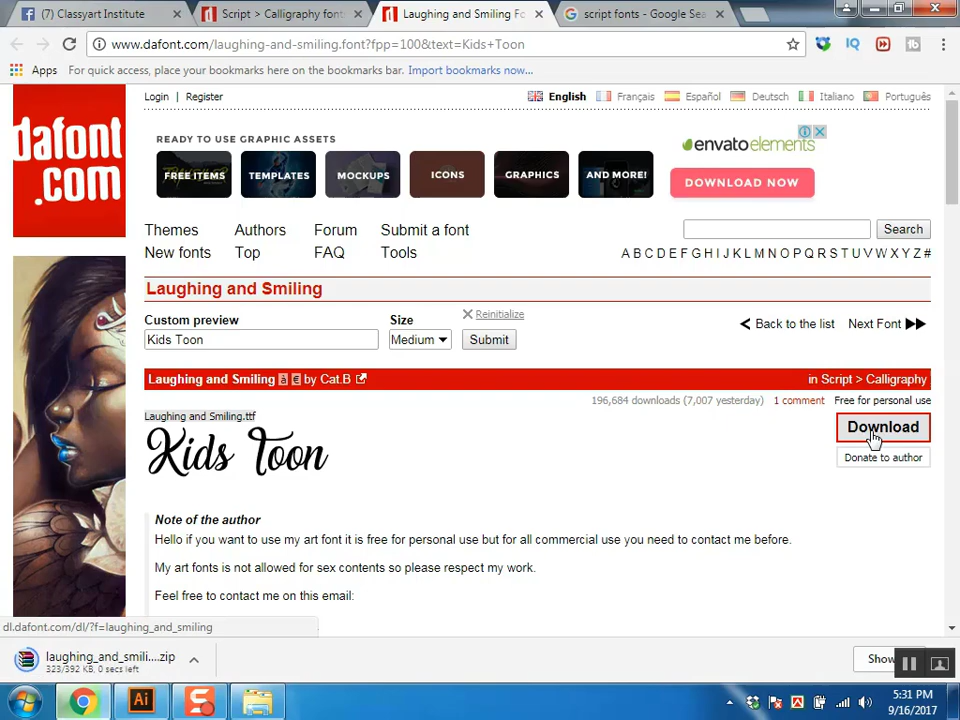 (7) Classyart Institute
Script > Calligraphy font
Laughing and Smiling Fo
script fonts - Google Sea
www.dafont.com/laughing-and-smiling.font?fpp=100&text=Kids+Toon
IQ
Apps For quick access, place your bookmarks here on the bookmarks bar. Import bookmarks now...
Login | Register
English Français Español Deutsch Italiano Português
dafont
.com
READY TO USE GRAPHIC ASSETS
FREE ITEMS TEMPLATES MOCKUPS ICONS GRAPHICS AND MORE!
envatoelements
DOWNLOAD NOW
Themes Authors Forum Submit a font
Search
New fonts Top FAQ Tools
A B C D E F G H I J K L M N O P Q R S T U V W X Y Z #
Laughing and Smiling
Custom preview Size Reinitialize
Kids Toon Medium Submit
Back to the list Next Font
Laughing and Smiling à € by Cat.B in Script > Calligraphy
196,684 downloads (7,007 yesterday) 1 comment Free for personal use
Laughing and Smiling.ttf
Kids Toon
Download
Donate to author
Note of the author
Hello if you want to use my art font it is free for personal use but for all commercial use you need to contact me before.
My art fonts is not allowed for sex contents so please respect my work.
Feel free to contact me on this email:
dl.dafont.com/dl/?f=laughing_and_smiling
laughing_and_smili....zip
323/392 KB, 0 secs left
Show
Ai
5:31 PM
9/16/2017